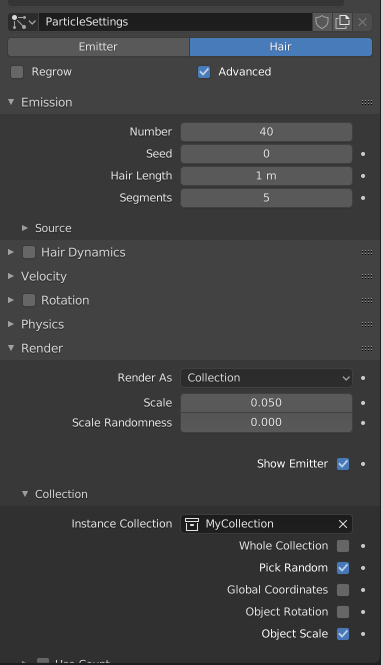 ParticleSettings
Emitter Hair
Regrow Advanced
Emission
Number 40
Seed 0
Hair Length 1 m
Segments 5
Source
Hair Dynamics
Velocity
Rotation
Physics
Render
Render As Collection
Scale 0.050
Scale Randomness 0.000
Show Emitter
Collection
Instance Collection MyCollection
Whole Collection
Pick Random
Global Coordinates
Object Rotation
Object Scale
Use Count